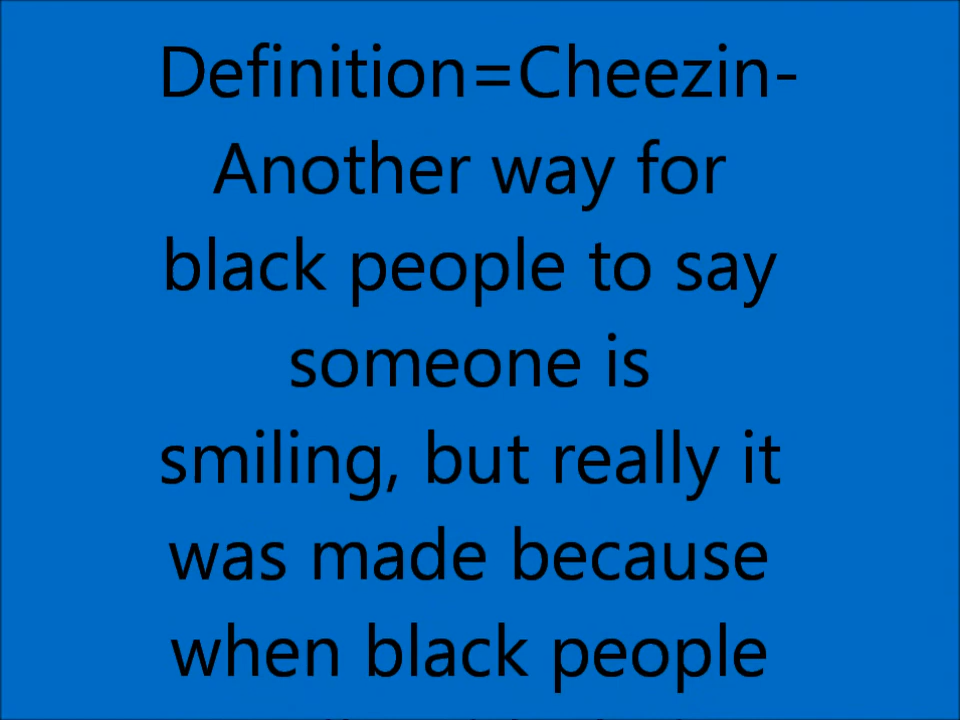 Definition=Cheezin-
Another way for
black people to say
someone is
smiling, but really it
was made because
when black people